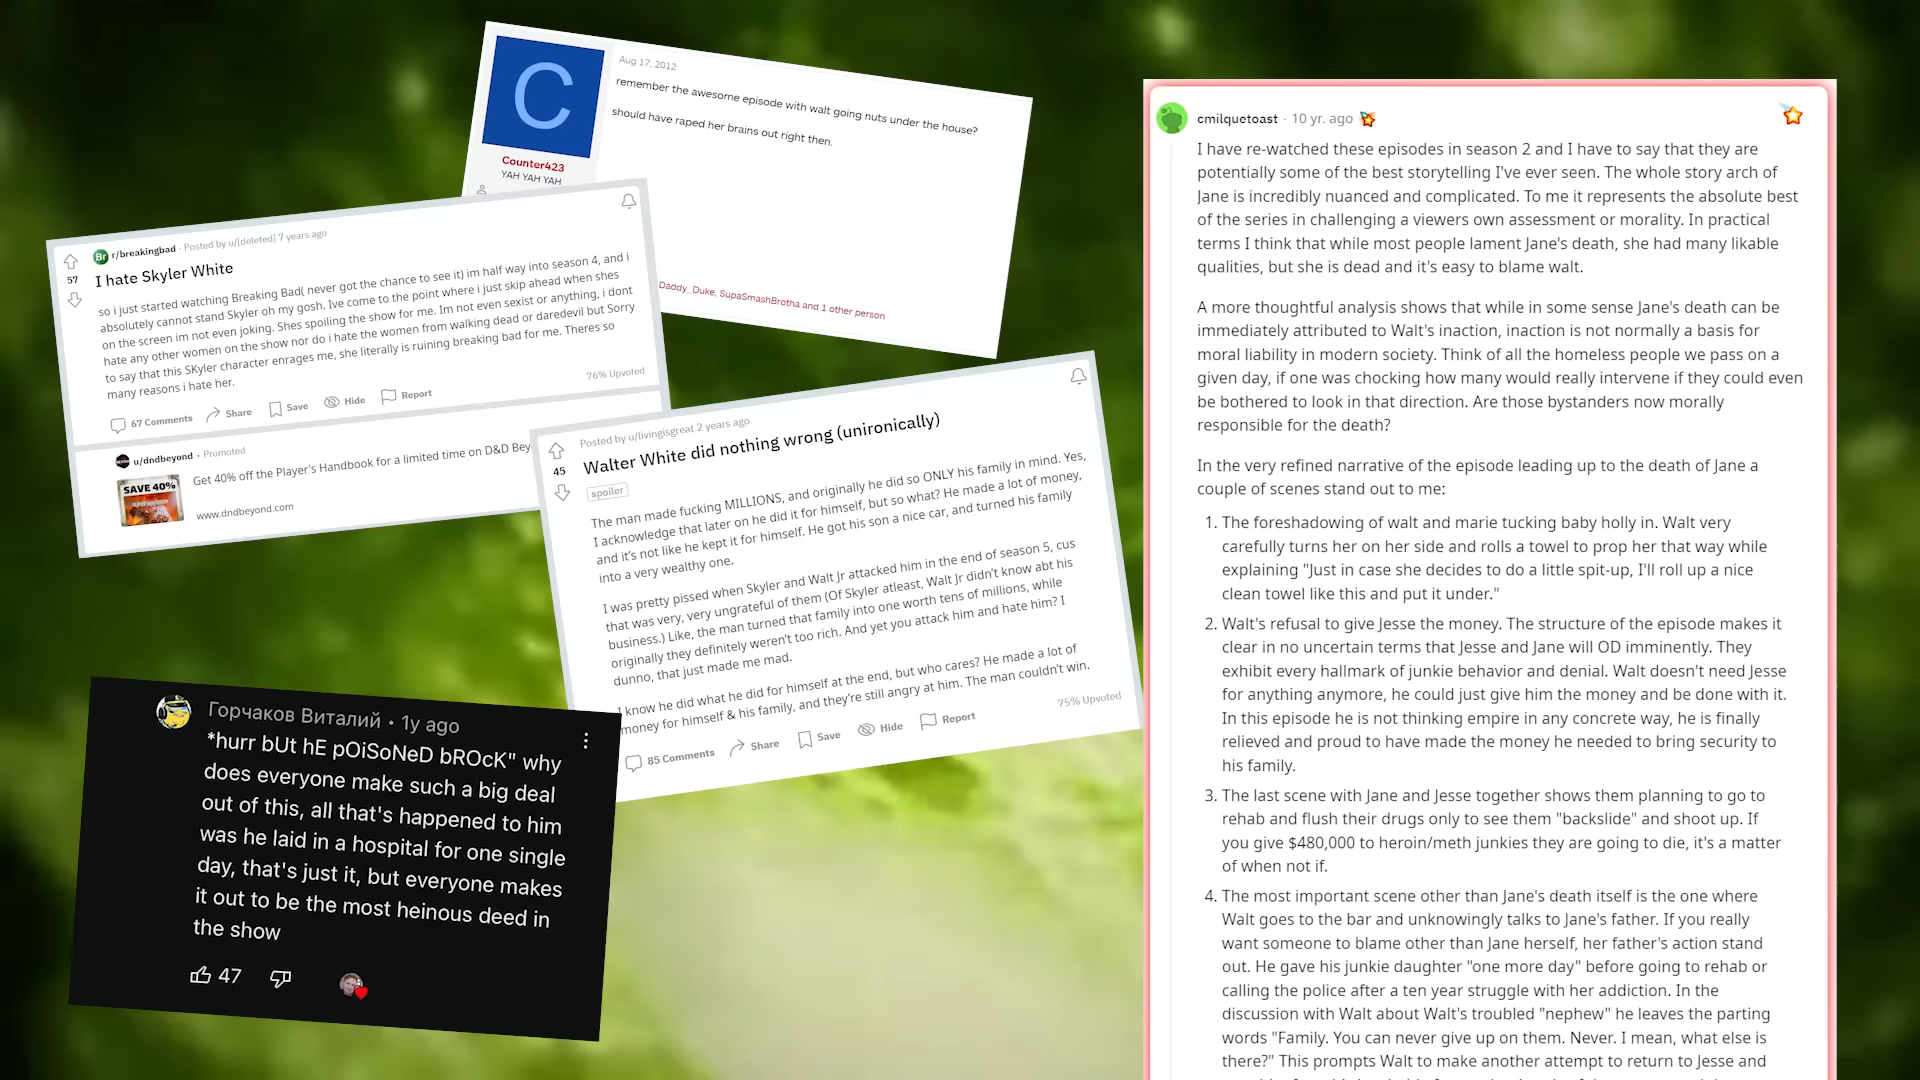 C
Counter423
YAH YAH YAH
Aug 17, 2012
remember the awesome episode with walt going nuts under the house?
should have raped her brains out right then.
Daddy_Duke, SupaSmashBrotha and 1 other person
57
Br r/breakingbad · Posted by u/[deleted] 7 years ago
I hate Skyler White
so i just started watching Breaking Bad( never got the chance to see it) im half way into season 4, and i
absolutely cannot stand Skyler oh my gosh. Ive come to the point where i just skip ahead when shes
on the screen im not even joking. Shes spoiling the show for me. Im not even sexist or anything, i dont
hate any other women on the show nor do i hate the women from walking dead or daredevil but Sorry
to say that this SKyler character enrages me, she literally is ruining breaking bad for me. Theres so
many reasons i hate her.
67 Comments Share Save Hide Report
76% Upvoted
u/dndbeyond · Promoted
Get 40% off the Player's Handbook for a limited time on D&D Bey
SAVE 40%
www.dndbeyond.com
45
Posted by u/livingisgreat 2 years ago
Walter White did nothing wrong (unironically)
spoiler
The man made fucking MILLIONS, and originally he did so ONLY his family in mind. Yes,
I acknowledge that later on he did it for himself, but so what? He made a lot of money,
and it's not like he kept it for himself. He got his son a nice car, and turned his family
into a very wealthy one.
I was pretty pissed when Skyler and Walt Jr attacked him in the end of season 5, cus
that was very, very ungrateful of them (Of Skyler atleast, Walt Jr didn't know abt his
business.) Like, the man turned that family into one worth tens of millions, while
originally they definitely weren't too rich. And yet you attack him and hate him? I
dunno, that just made me mad.
I know he did what he did for himself at the end, but who cares? He made a lot of
money for himself & his family, and they're still angry at him. The man couldn't win.
85 Comments Share Save Hide Report
75% Upvoted
Горчаков Виталий • 1y ago
*hurr bUt hE pOiSoNeD bROcK" why
does everyone make such a big deal
out of this, all that's happened to him
was he laid in a hospital for one single
day, that's just it, but everyone makes
it out to be the most heinous deed in
the show
47
cmilquetoast · 10 yr. ago
I have re-watched these episodes in season 2 and I have to say that they are
potentially some of the best storytelling I've ever seen. The whole story arch of
Jane is incredibly nuanced and complicated. To me it represents the absolute best
of the series in challenging a viewers own assessment or morality. In practical
terms I think that while most people lament Jane's death, she had many likable
qualities, but she is dead and it's easy to blame walt.
A more thoughtful analysis shows that while in some sense Jane's death can be
immediately attributed to Walt's inaction, inaction is not normally a basis for
moral liability in modern society. Think of all the homeless people we pass on a
given day, if one was chocking how many would really intervene if they could even
be bothered to look in that direction. Are those bystanders now morally
responsible for the death?
In the very refined narrative of the episode leading up to the death of Jane a
couple of scenes stand out to me:
1. The foreshadowing of walt and marie tucking baby holly in. Walt very
carefully turns her on her side and rolls a towel to prop her that way while
explaining "Just in case she decides to do a little spit-up, I'll roll up a nice
clean towel like this and put it under."
2. Walt's refusal to give Jesse the money. The structure of the episode makes it
clear in no uncertain terms that Jesse and Jane will OD imminently. They
exhibit every hallmark of junkie behavior and denial. Walt doesn't need Jesse
for anything anymore, he could just give him the money and be done with it.
In this episode he is not thinking empire in any concrete way, he is finally
relieved and proud to have made the money he needed to bring security to
his family.
3. The last scene with Jane and Jesse together shows them planning to go to
rehab and flush their drugs only to see them "backslide" and shoot up. If
you give $480,000 to heroin/meth junkies they are going to die, it's a matter
of when not if.
4. The most important scene other than Jane's death itself is the one where
Walt goes to the bar and unknowingly talks to Jane's father. If you really
want someone to blame other than Jane herself, her father's action stand
out. He gave his junkie daughter "one more day" before going to rehab or
calling the police after a ten year struggle with her addiction. In the
discussion with Walt about Walt's troubled "nephew" he leaves the parting
words "Family. You can never give up on them. Never. I mean, what else is
there?" This prompts Walt to make another attempt to return to Jesse and